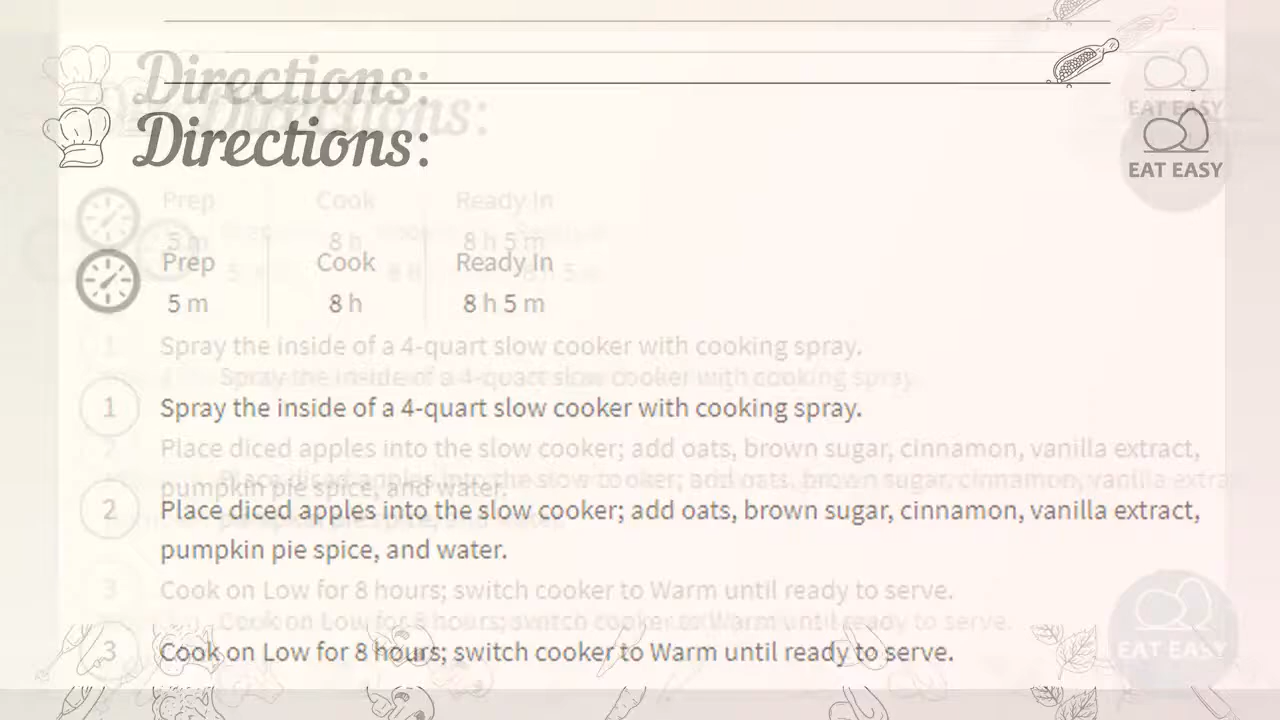 Directions:
EAT EASY
Prep Cook Ready In
5 m 8 h 8 h 5 m
1 Spray the inside of a 4-quart slow cooker with cooking spray.
2 Place diced apples into the slow cooker; add oats, brown sugar, cinnamon, vanilla extract,
pumpkin pie spice, and water.
3 Cook on Low for 8 hours; switch cooker to Warm until ready to serve.
EAT EASY